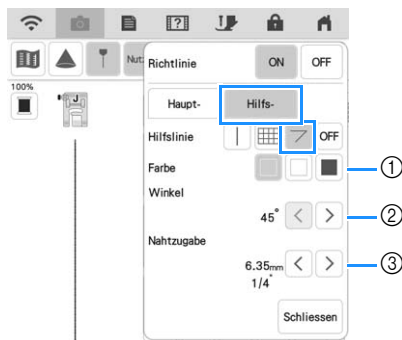 Nut
Richtlinie ON OFF
100%
J
Haupt- Hilfs-
Hilfslinie OFF
Farbe ①
Winkel
45° ②
Nahtzugabe
6.35mm ③
1/4"
Schliessen